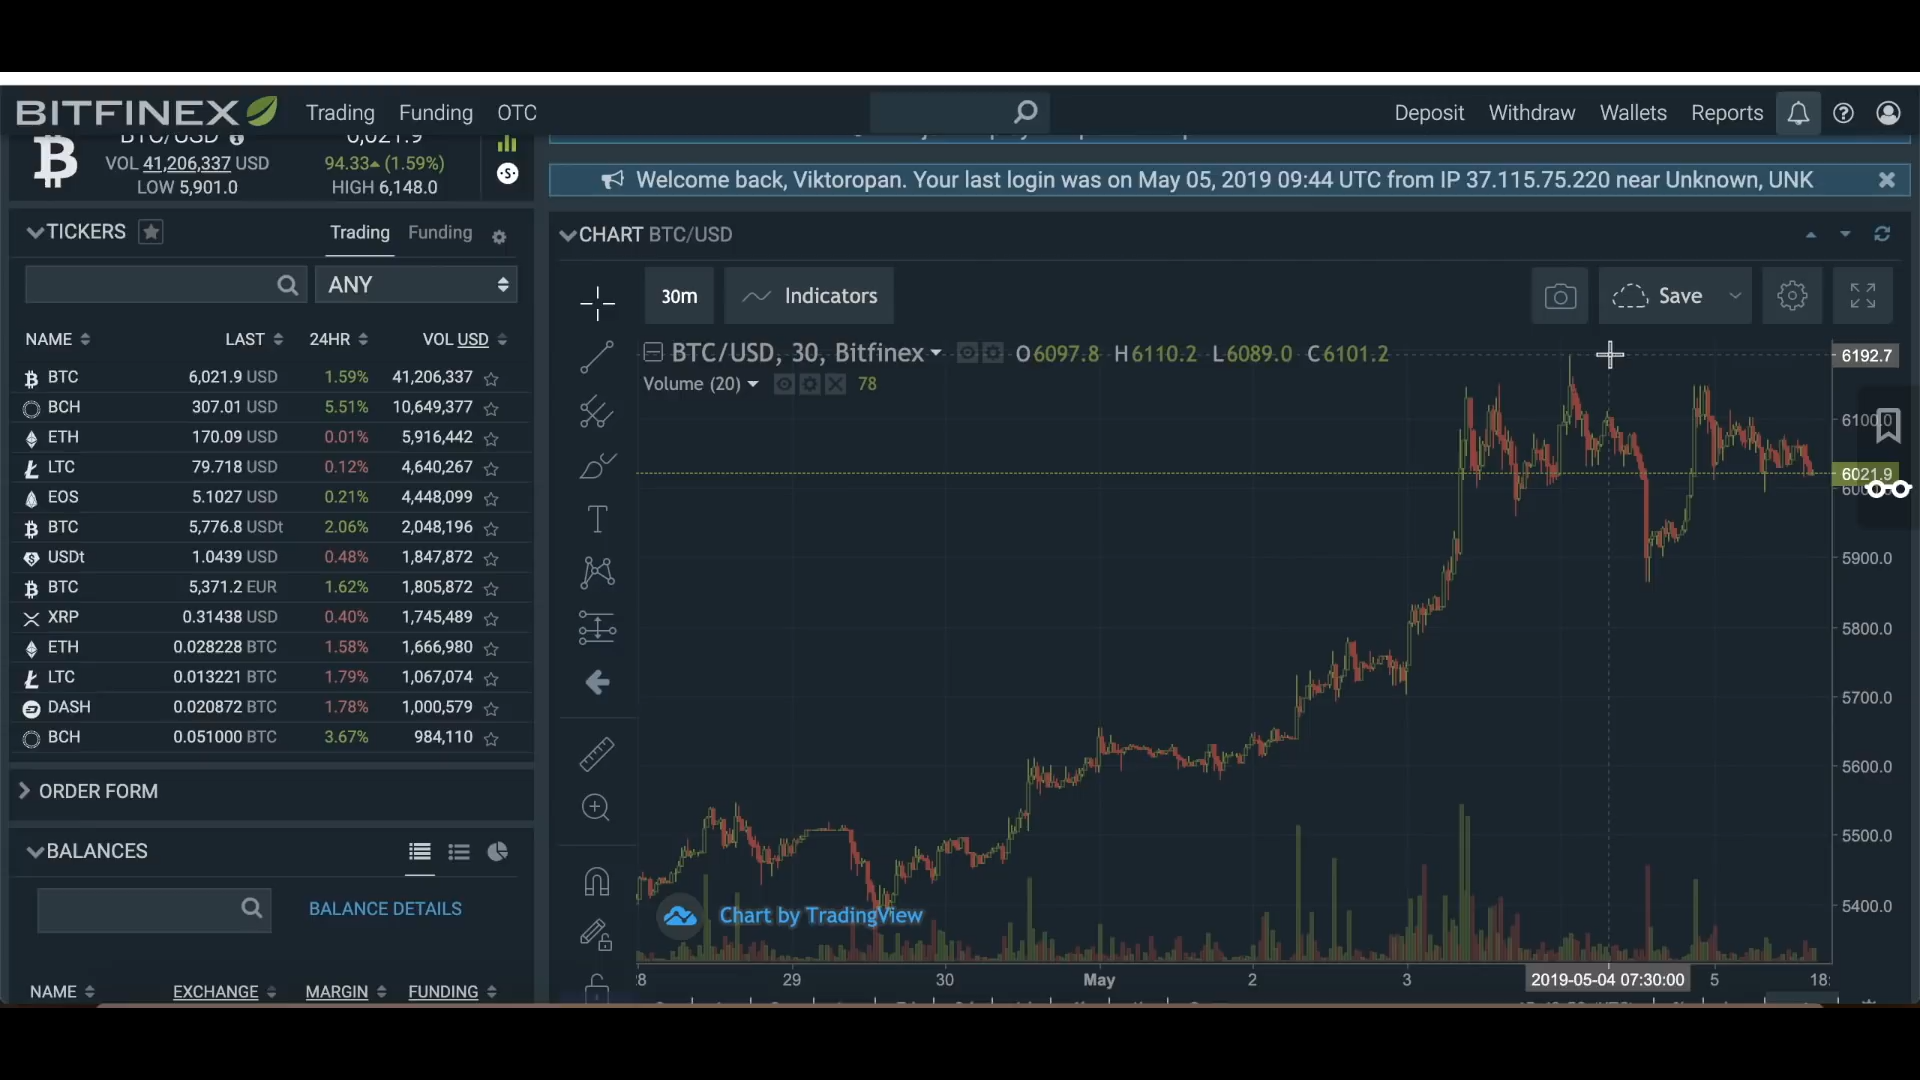 BITFINEX Trading Funding OTC Deposit Withdraw Wallets Reports
BTC/USD 6,021.9
VOL 41,206,337 USD 94.33 (1.59%)
LOW 5,901.0 HIGH 6,148.0
Welcome back, Viktoropan. Your last login was on May 05, 2019 09:44 UTC from IP 37.115.75.220 near Unknown, UNK
TICKERS Trading Funding
ANY
NAME LAST 24HR VOL USD
BTC 6,021.9 USD 1.59% 41,206,337
BCH 307.01 USD 5.51% 10,649,377
ETH 170.09 USD 0.01% 5,916,442
LTC 79.718 USD 0.12% 4,640,267
EOS 5.1027 USD 0.21% 4,448,099
BTC 5,776.8 USDt 2.06% 2,048,196
USDt 1.0439 USD 0.48% 1,847,872
BTC 5,371.2 EUR 1.62% 1,805,872
XRP 0.31438 USD 0.40% 1,745,489
ETH 0.028228 BTC 1.58% 1,666,980
LTC 0.013221 BTC 1.79% 1,067,074
DASH 0.020872 BTC 1.78% 1,000,579
BCH 0.051000 BTC 3.67% 984,110
ORDER FORM
BALANCES
BALANCE DETAILS
NAME EXCHANGE MARGIN FUNDING
CHART BTC/USD
30m Indicators Save
BTC/USD, 30, Bitfinex O6097.8 H6110.2 L6089.0 C6101.2
Volume (20) 78
6192.7
6100.0
6021.9
5900.0
5800.0
5700.0
5600.0
5500.0
5400.0
Chart by TradingView
29 30 May 2 3 2019-05-04 07:30:00 5 18: